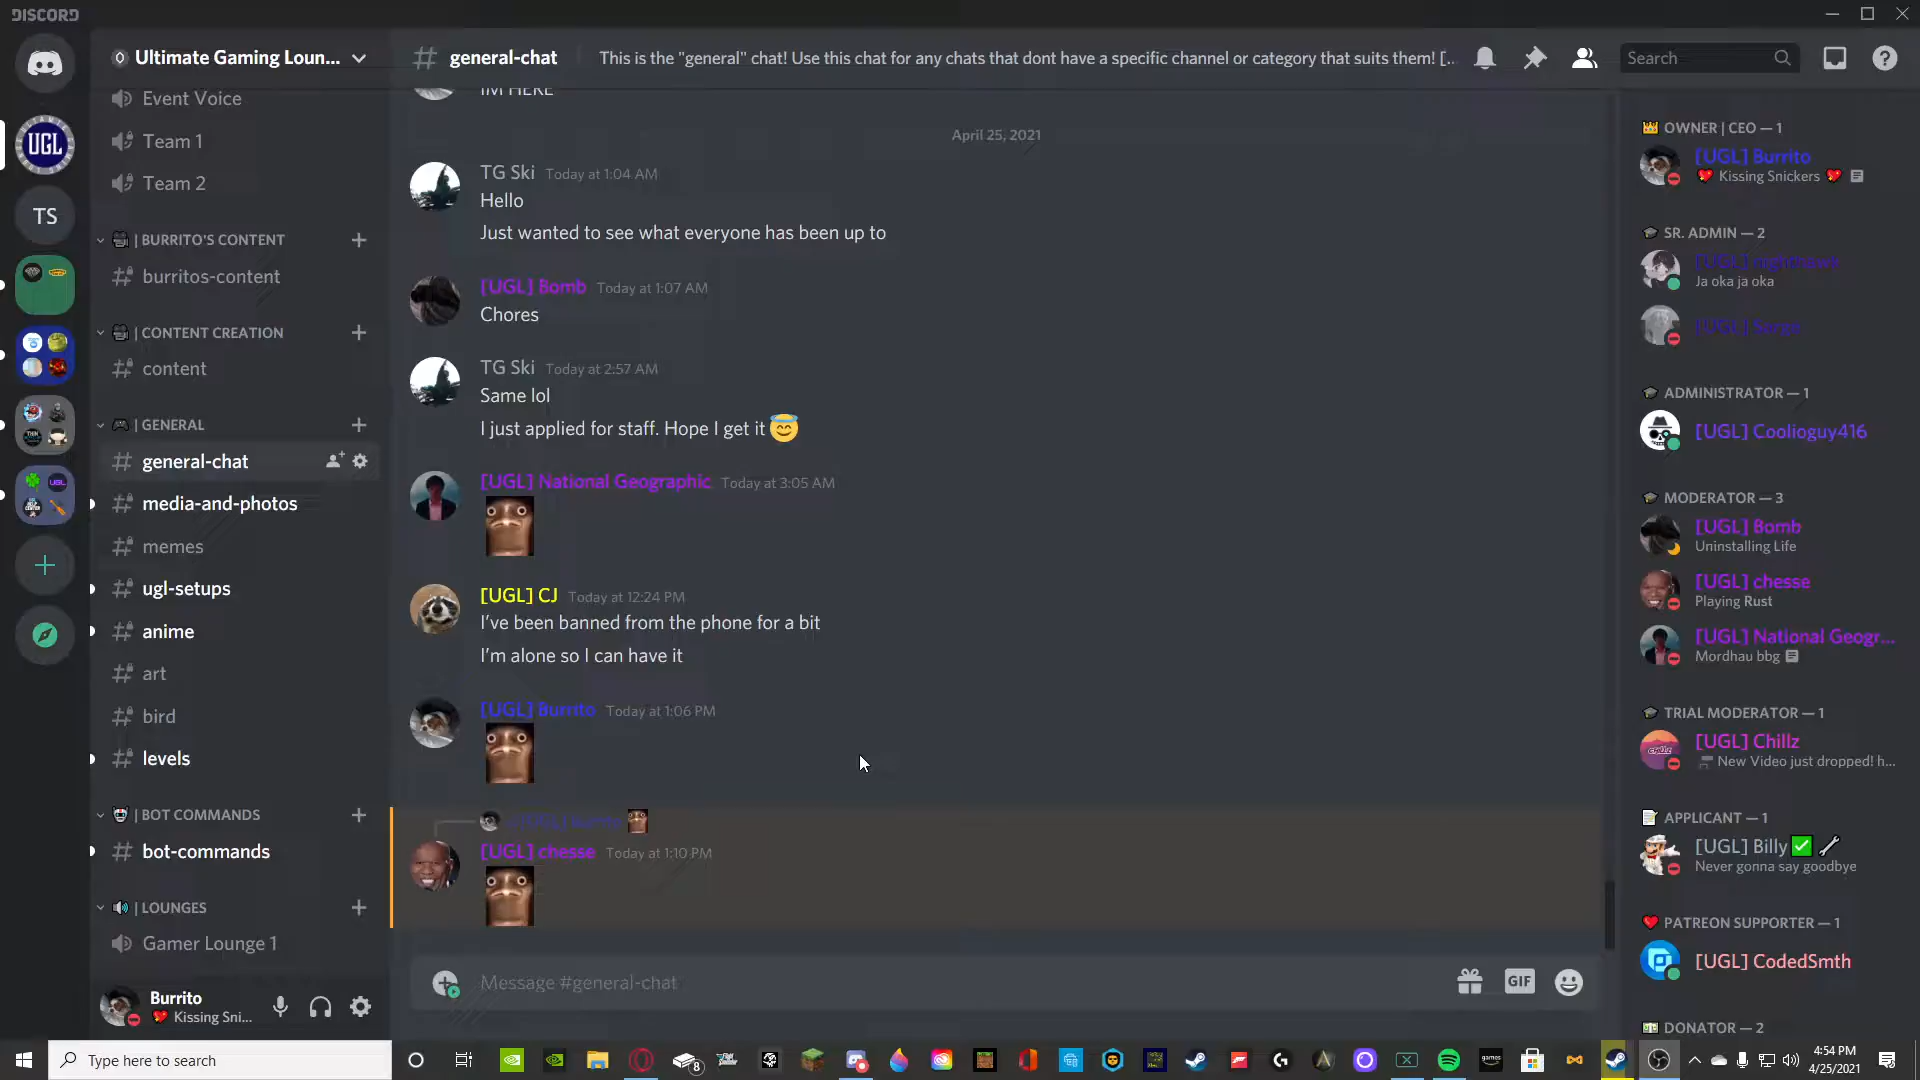 DISCORD
Ultimate Gaming Loun...
general-chat
This is the "general" chat! Use this chat for any chats that dont have a specific channel or category that suits them! [...
Search
UGL
TS
Event Voice
Team 1
Team 2
| BURRITO'S CONTENT
burritos-content
| CONTENT CREATION
content
| GENERAL
general-chat
media-and-photos
memes
ugl-setups
anime
art
bird
levels
| BOT COMMANDS
bot-commands
| LOUNGES
Gamer Lounge 1
Burrito
Kissing Sni...
IM HERE
April 25, 2021
TG Ski Today at 1:04 AM
Hello
Just wanted to see what everyone has been up to
[UGL] Bomb Today at 1:07 AM
Chores
TG Ski Today at 2:57 AM
Same lol
I just applied for staff. Hope I get it
[UGL] National Geographic Today at 3:05 AM
[UGL] CJ Today at 12:24 PM
I've been banned from the phone for a bit
I'm alone so I can have it
[UGL] Burrito Today at 1:06 PM
[UGL] Burrito
[UGL] chesse Today at 1:10 PM
Message #general-chat
GIF
OWNER | CEO — 1
[UGL] Burrito
Kissing Snickers
SR. ADMIN — 2
[UGL] nighthawk
Ja oka ja oka
[UGL] Sarge
ADMINISTRATOR — 1
[UGL] Coolioguy416
MODERATOR — 3
[UGL] Bomb
Uninstalling Life
[UGL] chesse
Playing Rust
[UGL] National Geogr...
Mordhau bbg
TRIAL MODERATOR — 1
[UGL] Chillz
New Video just dropped! h...
APPLICANT — 1
[UGL] Billy
Never gonna say goodbye
PATREON SUPPORTER — 1
[UGL] CodedSmth
DONATOR — 2
Type here to search
4:54 PM
4/25/2021